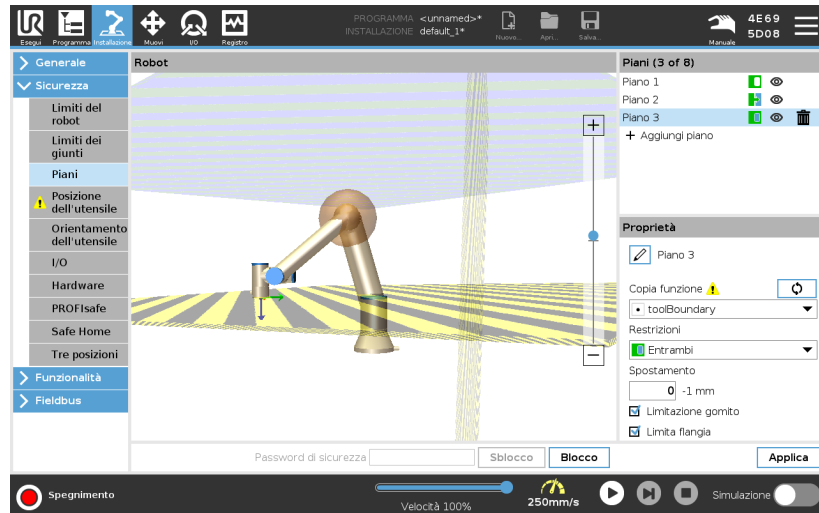 PROGRAMMA <unnamed>*
INSTALLAZIONE default_1*
Nuovo...
Apri...
Salva...
Manuale
4E69
5D08
Esegui
Programma
Installazione
Muovi
I/O
Registro
Generale
Sicurezza
Limiti del
robot
Limiti dei
giunti
Piani
Posizione
dell'utensile
Orientamento
dell'utensile
I/O
Hardware
PROFIsafe
Safe Home
Tre posizioni
Funzionalità
Fieldbus
Robot
Piani (3 of 8)
Piano 1
Piano 2
Piano 3
+ Aggiungi piano
Proprietà
Piano 3
Copia funzione
toolBoundary
Restrizioni
Entrambi
Spostamento
0 -1 mm
Limitazione gomito
Limita flangia
Password di sicurezza
Sblocco
Blocco
Applica
Spegnimento
Velocità 100%
250mm/s
Simulazione